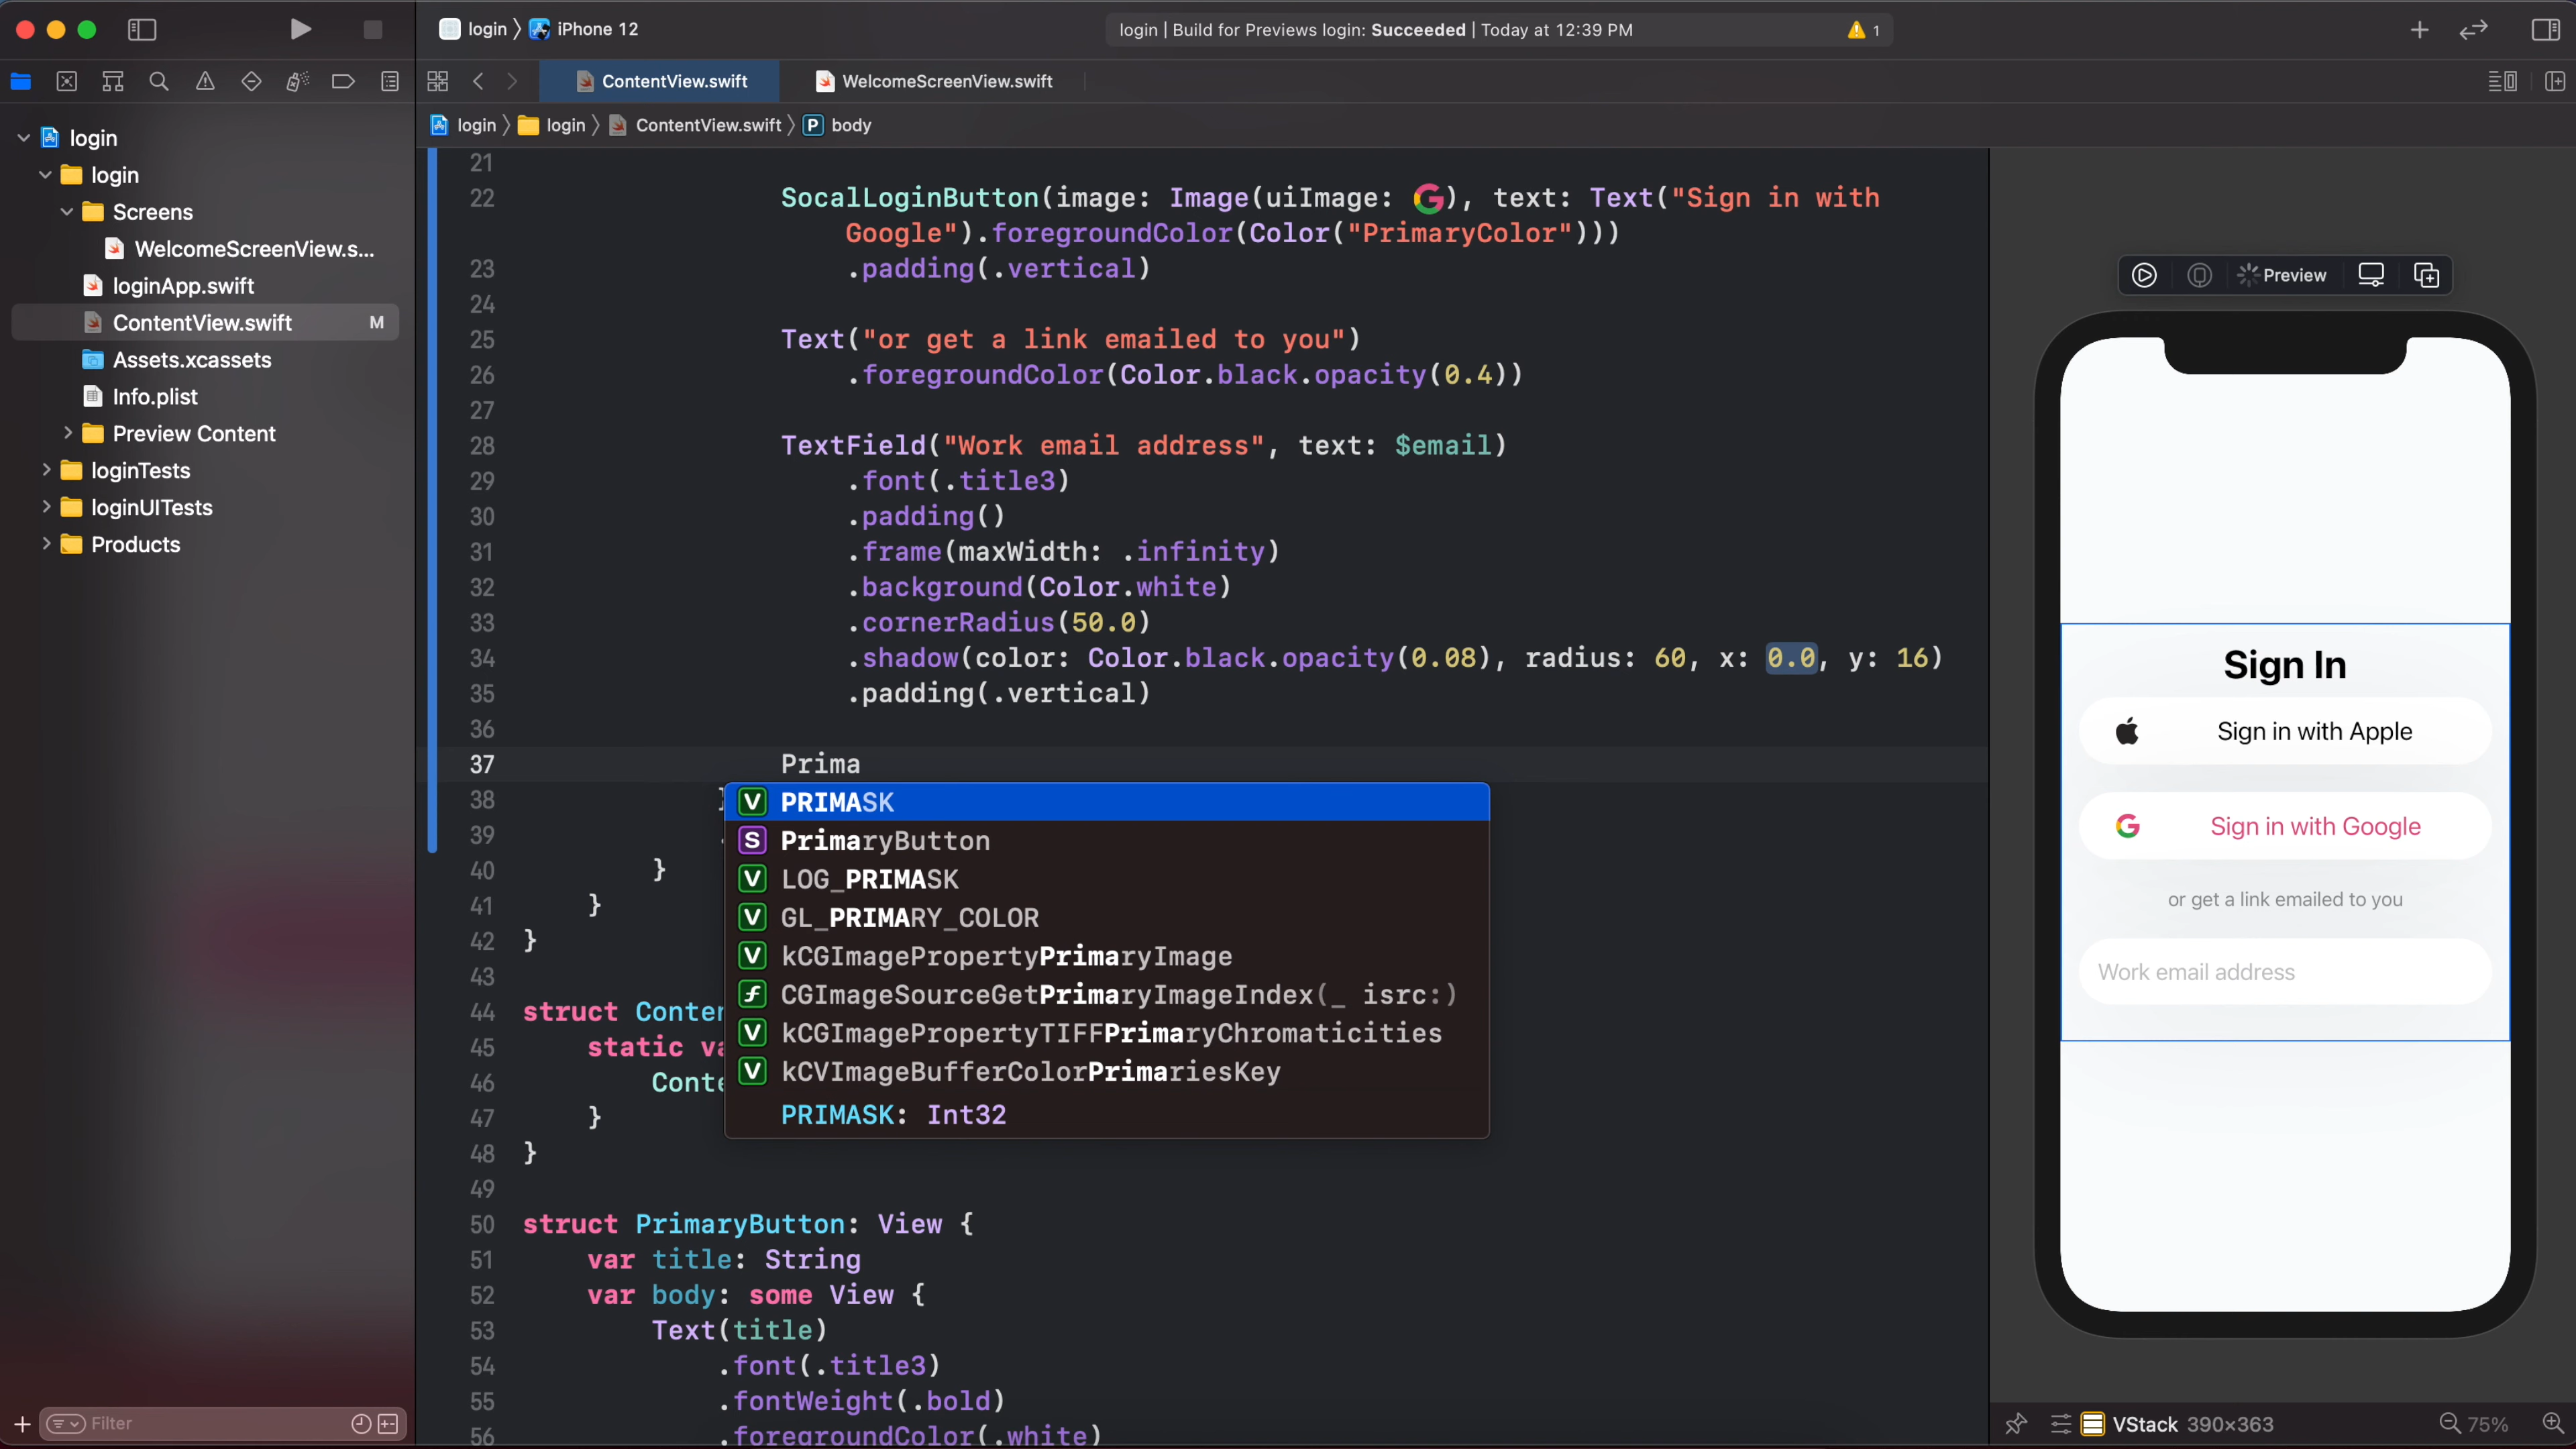 login 〉 iPhone 12
login | Build for Previews login: Succeeded | Today at 12:39 PM
1
ContentView.swift
WelcomeScreenView.swift
login 〉 login 〉 ContentView.swift 〉 P body
login
login
Screens
WelcomeScreenView.s...
loginApp.swift
ContentView.swift M
Assets.xcassets
Info.plist
Preview Content
loginTests
loginUITests
Products
Filter
21
22 SocalLoginButton(image: Image(uiImage: ), text: Text("Sign in with
Google").foregroundColor(Color("PrimaryColor")))
23 .padding(.vertical)
24
25 Text("or get a link emailed to you")
26 .foregroundColor(Color.black.opacity(0.4))
27
28 TextField("Work email address", text: $email)
29 .font(.title3)
30 .padding()
31 .frame(maxWidth: .infinity)
32 .background(Color.white)
33 .cornerRadius(50.0)
34 .shadow(color: Color.black.opacity(0.08), radius: 60, x: 0.0, y: 16)
35 .padding(.vertical)
36
37 Prima
38
39
40 }
41 }
42 }
43
44 struct Conter
45 static va
46 Conte
47 }
48 }
49
50 struct PrimaryButton: View {
51 var title: String
52 var body: some View {
53 Text(title)
54 .font(.title3)
55 .fontWeight(.bold)
56 .foregroundColor(.white)
V PRIMASK
S PrimaryButton
V LOG_PRIMASK
V GL_PRIMARY_COLOR
V kCGImagePropertyPrimaryImage
f CGImageSourceGetPrimaryImageIndex(_ isrc:)
V kCGImagePropertyTIFFPrimaryChromaticities
V kCVImageBufferColorPrimariesKey
PRIMASK: Int32
Preview
Sign In
Sign in with Apple
G Sign in with Google
or get a link emailed to you
Work email address
VStack 390×363
75%